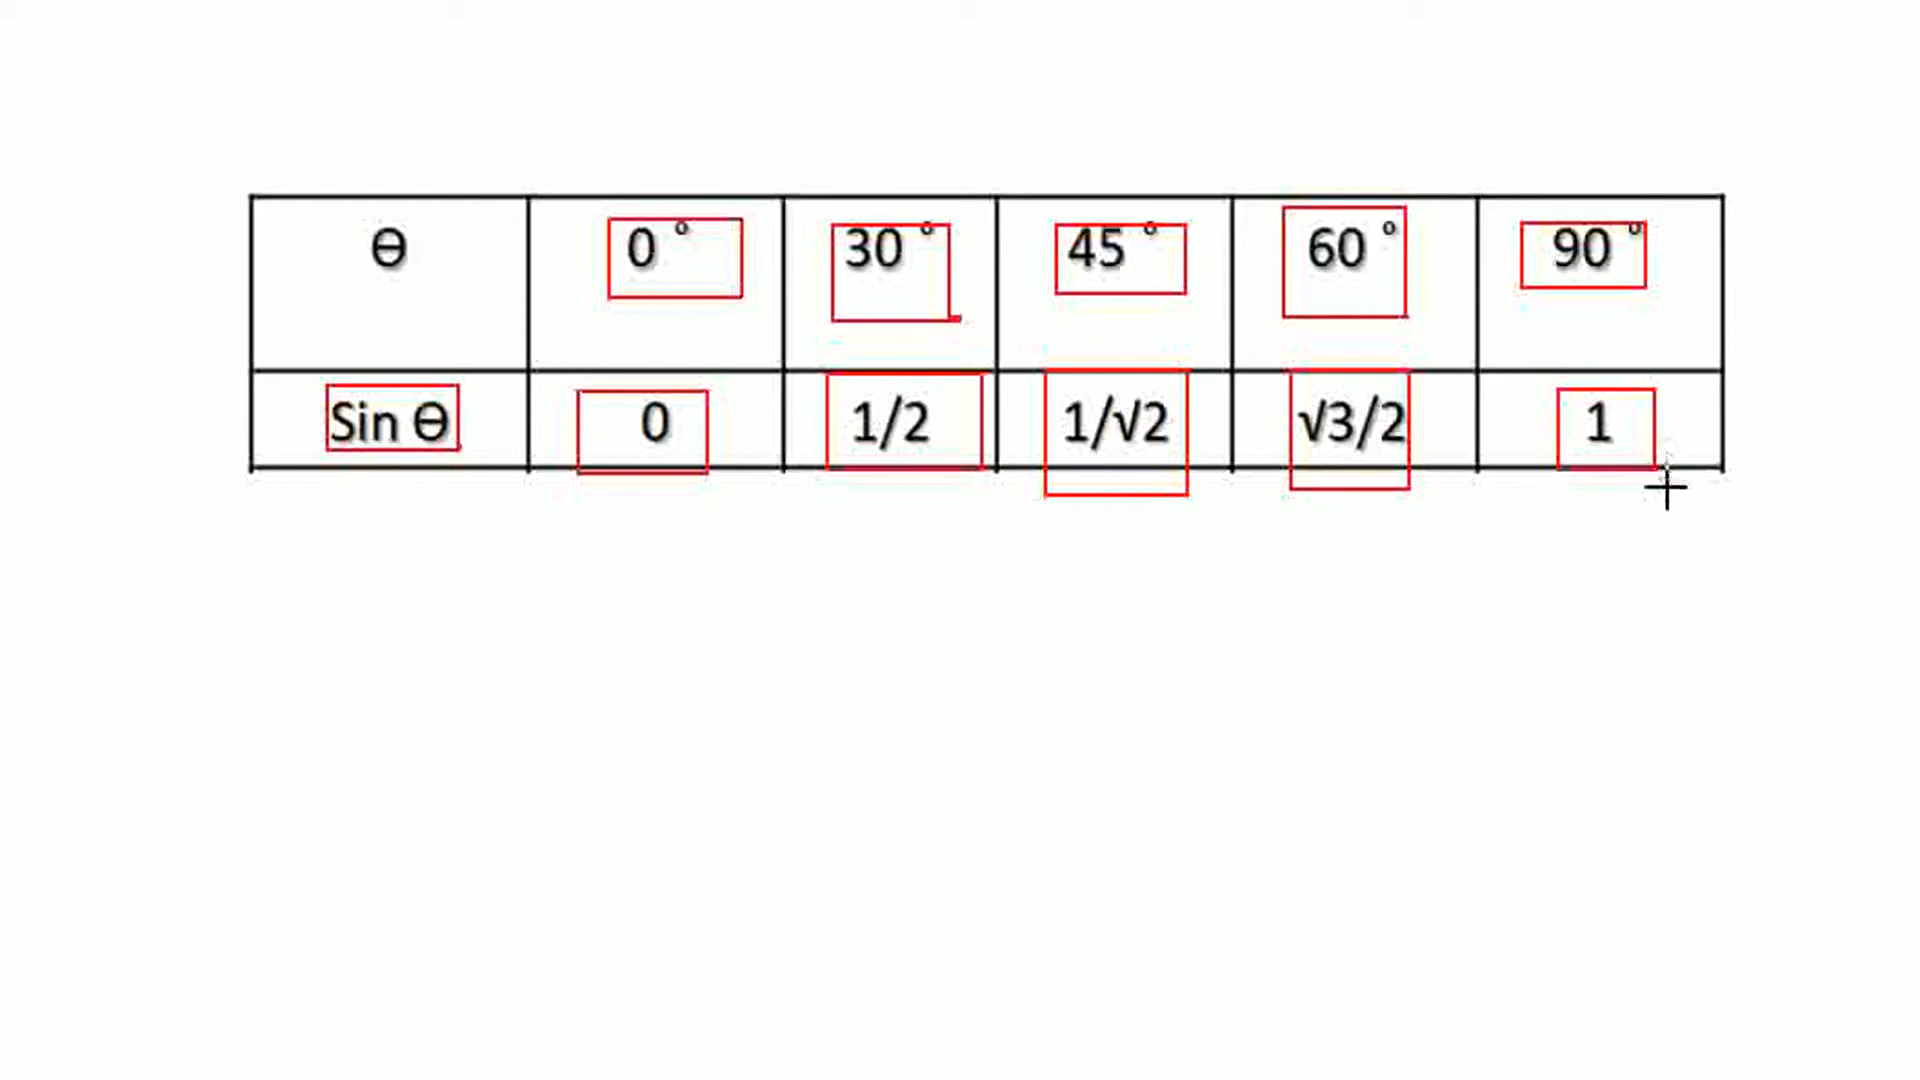 Ɵ 0 ° 30 ° 45 ° 60 ° 90 °
Sin Ɵ 0 1/2 1/√2 √3/2 1